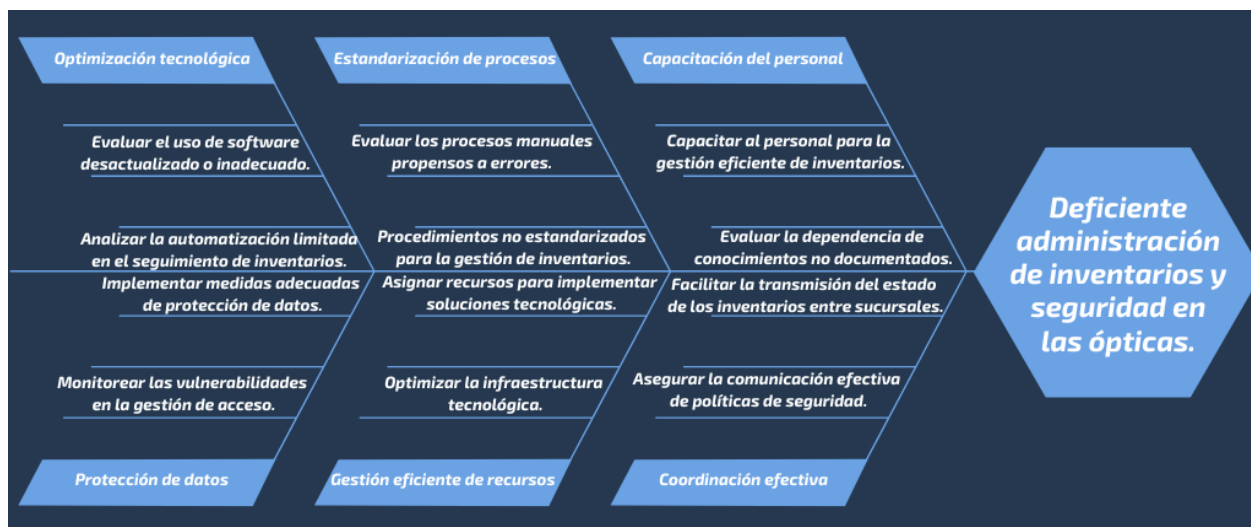 Optimización tecnológica
Estandarización de procesos
Capacitación del personal
Evaluar el uso de software
desactualizado o inadecuado.
Evaluar los procesos manuales
propensos a errores.
Capacitar al personal para la
gestión eficiente de inventarios.
Analizar la automatización limitada
en el seguimiento de inventarios.
Procedimientos no estandarizados
para la gestión de inventarios.
Evaluar la dependencia de
conocimientos no documentados.
Deficiente
administración
de inventarios y
seguridad en
las ópticas.
Implementar medidas adecuadas
de protección de datos.
Asignar recursos para implementar
soluciones tecnológicas.
Facilitar la transmisión del estado
de los inventarios entre sucursales.
Monitorear las vulnerabilidades
en la gestión de acceso.
Optimizar la infraestructura
tecnológica.
Asegurar la comunicación efectiva
de políticas de seguridad.
Protección de datos
Gestión eficiente de recursos
Coordinación efectiva